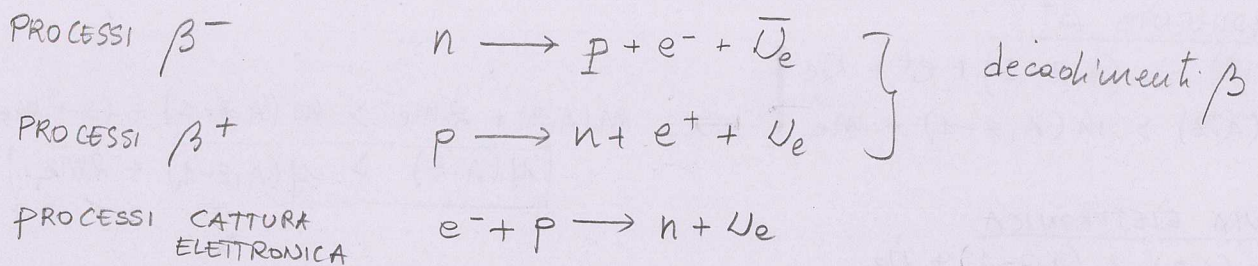 PROCESSI β⁻ n → p + e⁻ + ν̅e
decadimenti β
PROCESSI β⁺ p → n + e⁺ + νe
PROCESSI CATTURA ELETTRONICA e⁻ + p → n + νe